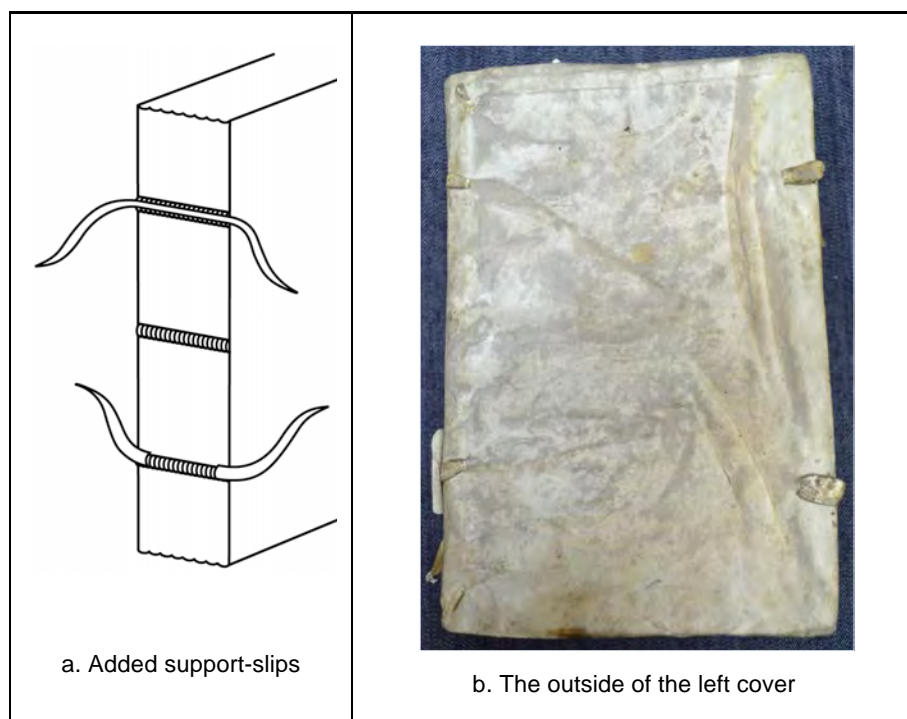 a. Added support-slips
b. The outside of the left cover